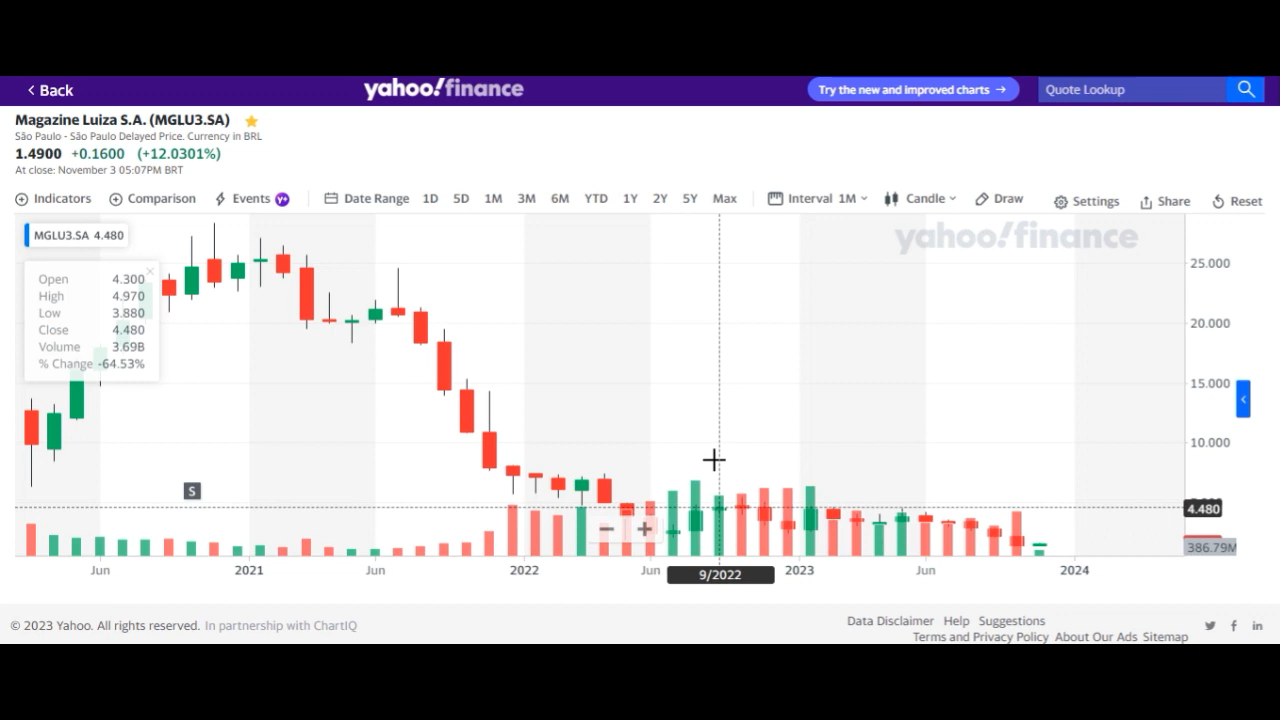 Back
yahoo!finance
Try the new and improved charts →
Quote Lookup
Magazine Luiza S.A. (MGLU3.SA)
São Paulo - São Paulo Delayed Price. Currency in BRL
1.4900 +0.1600 (+12.0301%)
At close: November 3 05:07PM BRT
Indicators Comparison Events Y+ Date Range 1D 5D 1M 3M 6M YTD 1Y 2Y 5Y Max Interval 1M Candle Draw Settings Share Reset
MGLU3.SA 4.480
yahoo!finance
Open 4.300
High 4.970
Low 3.880
Close 4.480
Volume 3.69B
% Change -64.53%
25.000
20.000
15.000
10.000
S
4.480
386.79M
Jun 2021 Jun 2022 Jun 9/2022 2023 Jun 2024
© 2023 Yahoo. All rights reserved. In partnership with ChartIQ
Data Disclaimer Help Suggestions
Terms and Privacy Policy About Our Ads Sitemap